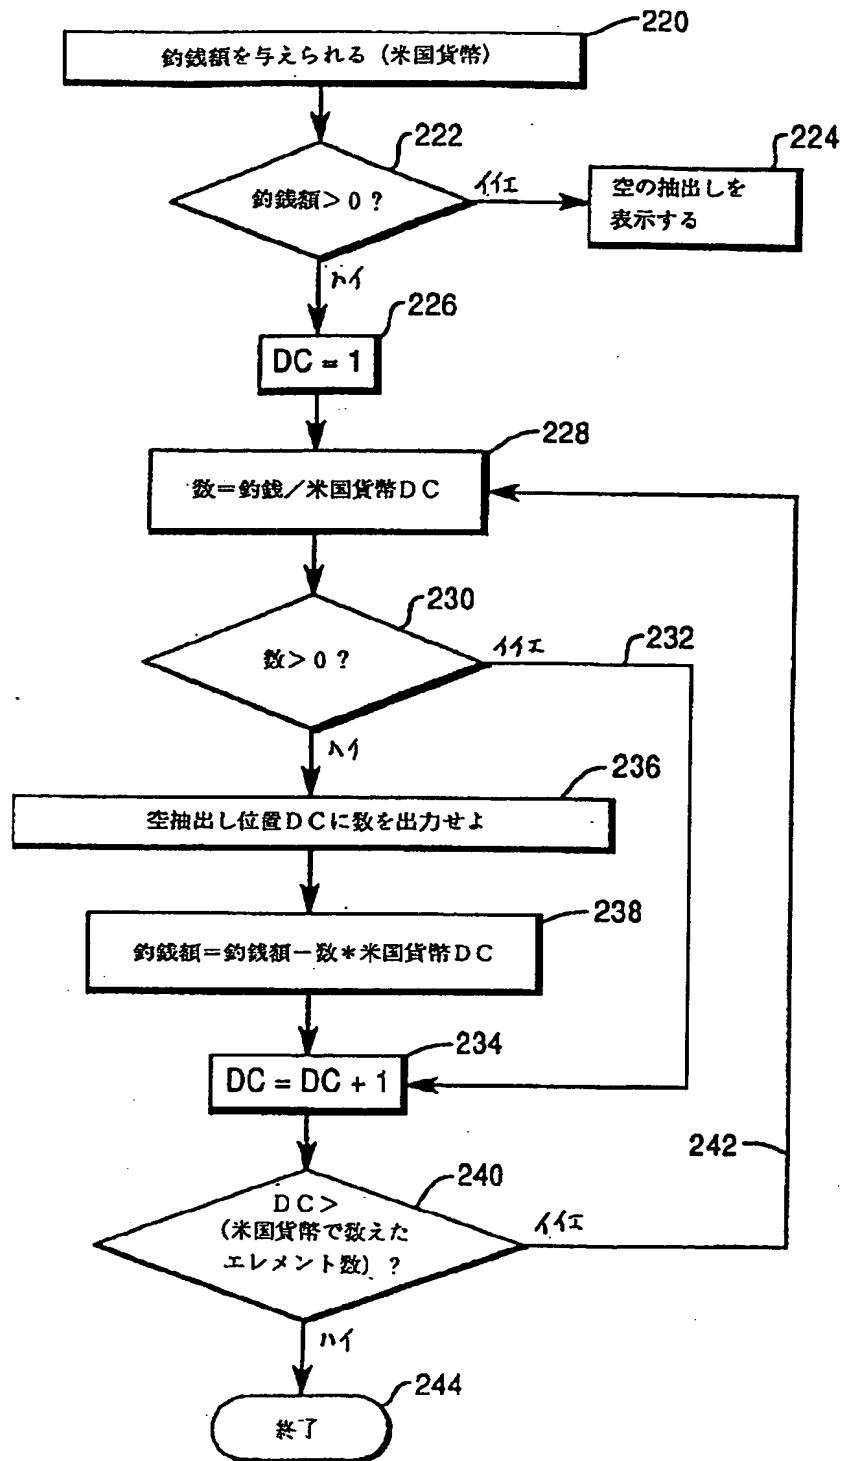 220
釣銭額を与えられる (米国貨幣)
222
224
釣銭額>0?
イイエ
空の抽出しを
表示する
ハイ
226
DC = 1
228
数=釣銭/米国貨幣DC
230
232
数>0?
イイエ
ハイ
236
空抽出し位置DCに数を出力せよ
238
釣銭額=釣銭額-数*米国貨幣DC
234
DC = DC + 1
242
240
DC>
(米国貨幣で数えた
エレメント数) ?
イイエ
ハイ
244
終了